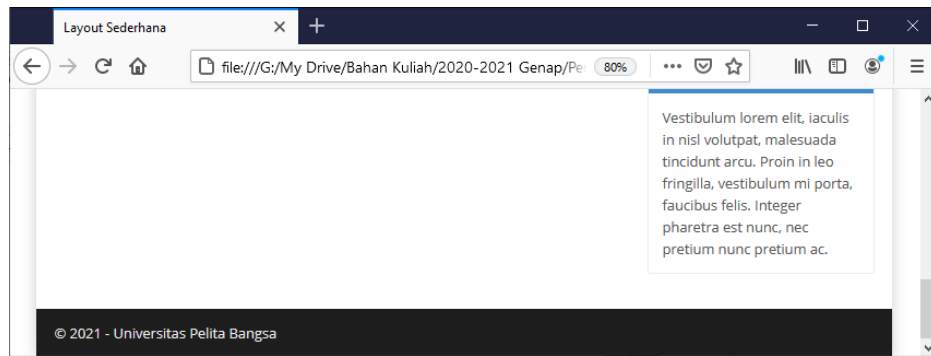 Layout Sederhana
file:///G:/My Drive/Bahan Kuliah/2020-2021 Genap/Pe
80%
Vestibulum lorem elit, iaculis
in nisl volutpat, malesuada
tincidunt arcu. Proin in leo
fringilla, vestibulum mi porta,
faucibus felis. Integer
pharetra est nunc, nec
pretium nunc pretium ac.
© 2021 - Universitas Pelita Bangsa